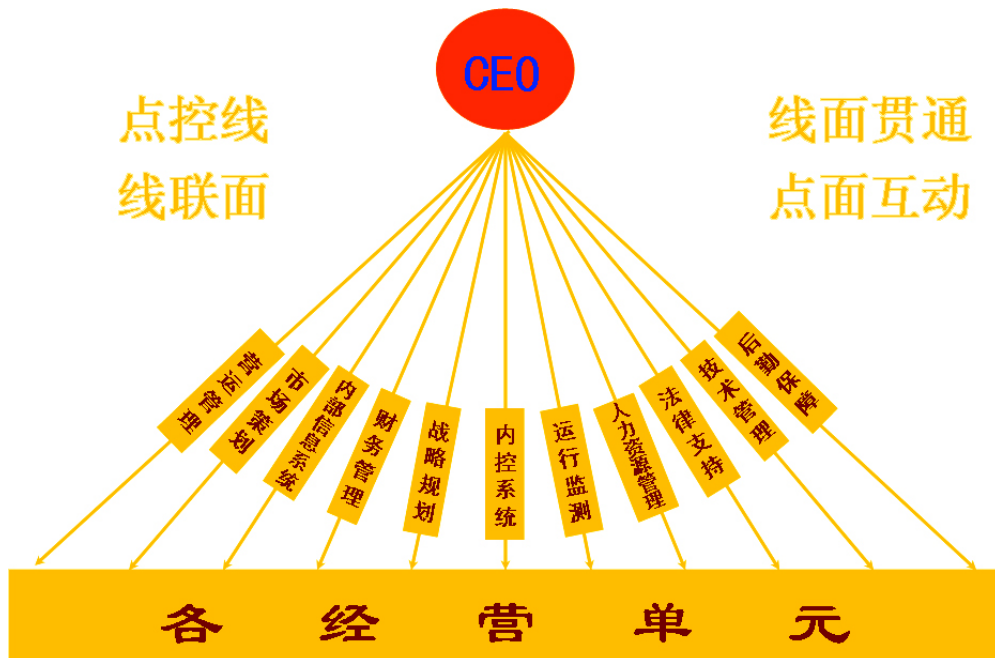 CEO
点控线
线联面
线面贯通
点面互动
营运管理
市场策划
内部信息系统
财务管理
战略规划
内控系统
运行监测
人力资源管理
法律支持
技术管理
后勤保障
各经营单元